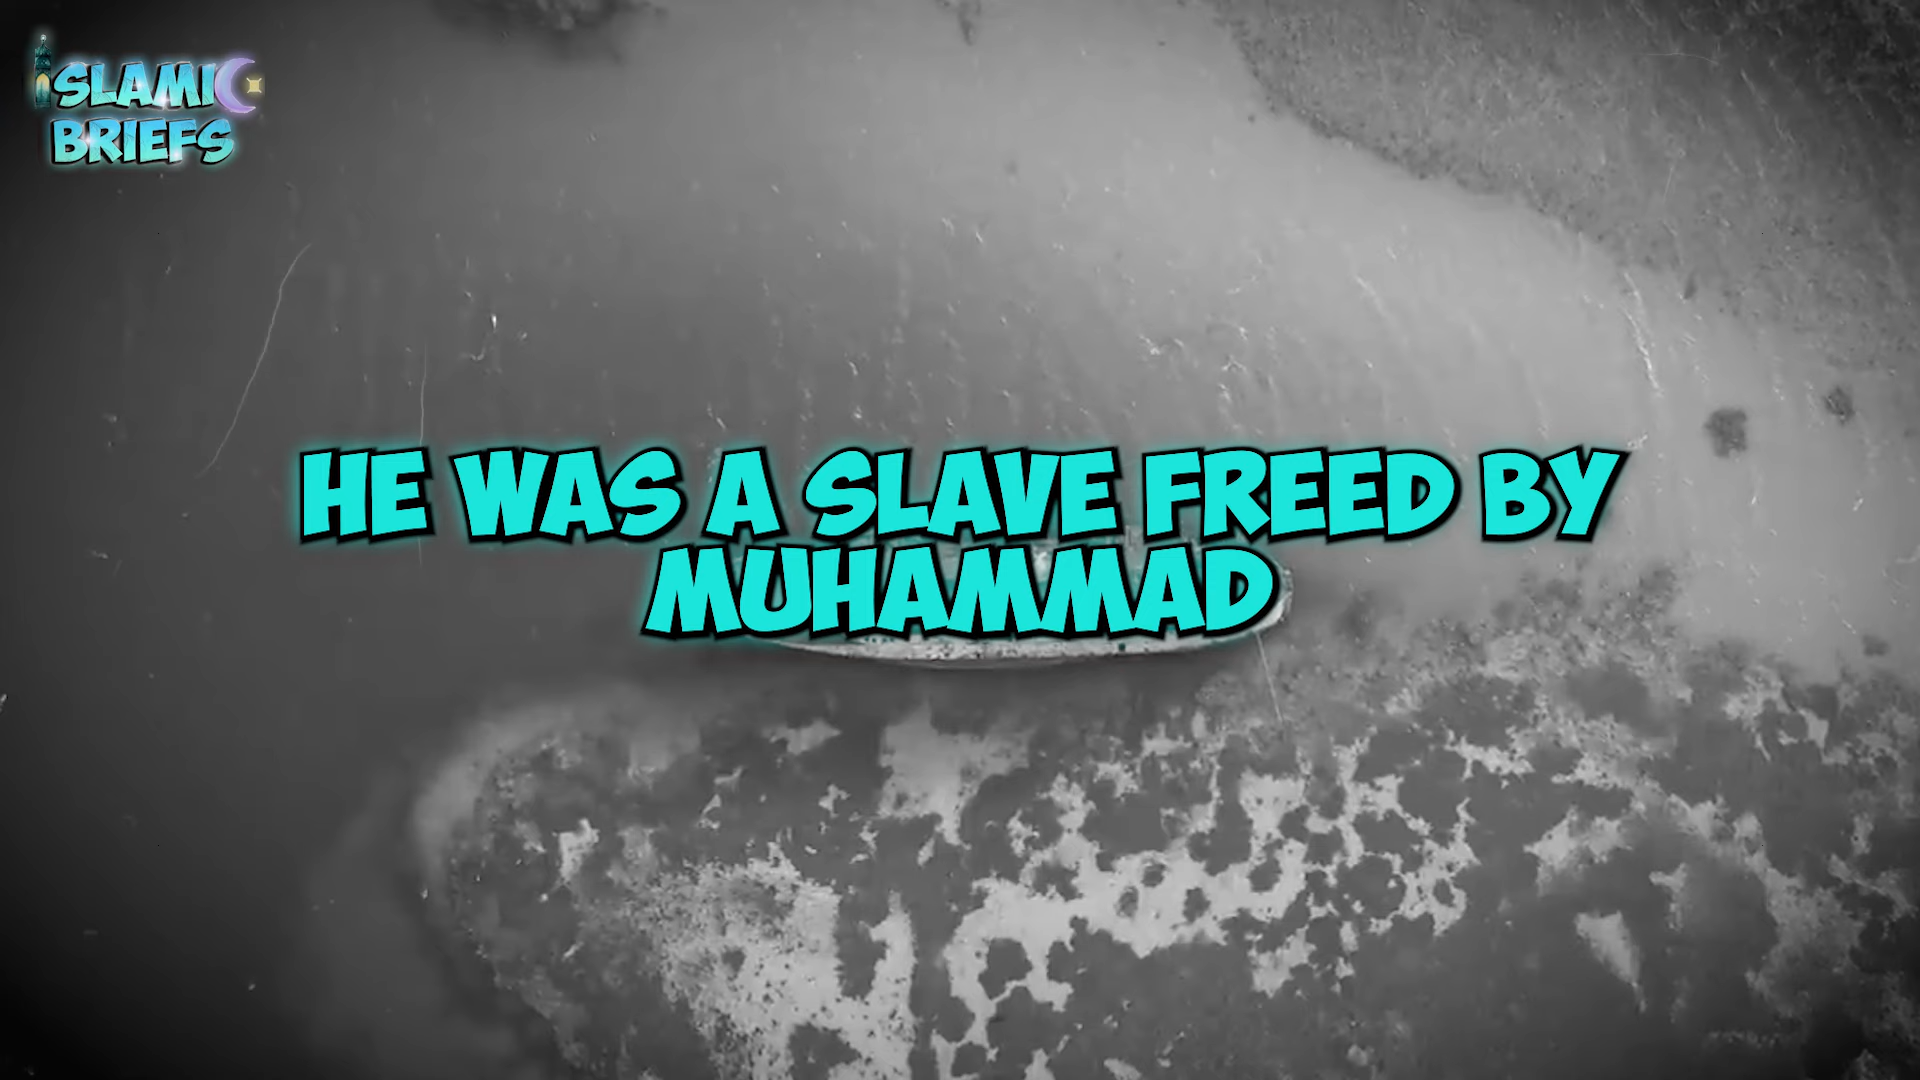 ISLAMIC
BRIEFS
HE WAS A SLAVE FREED BY
MUHAMMAD